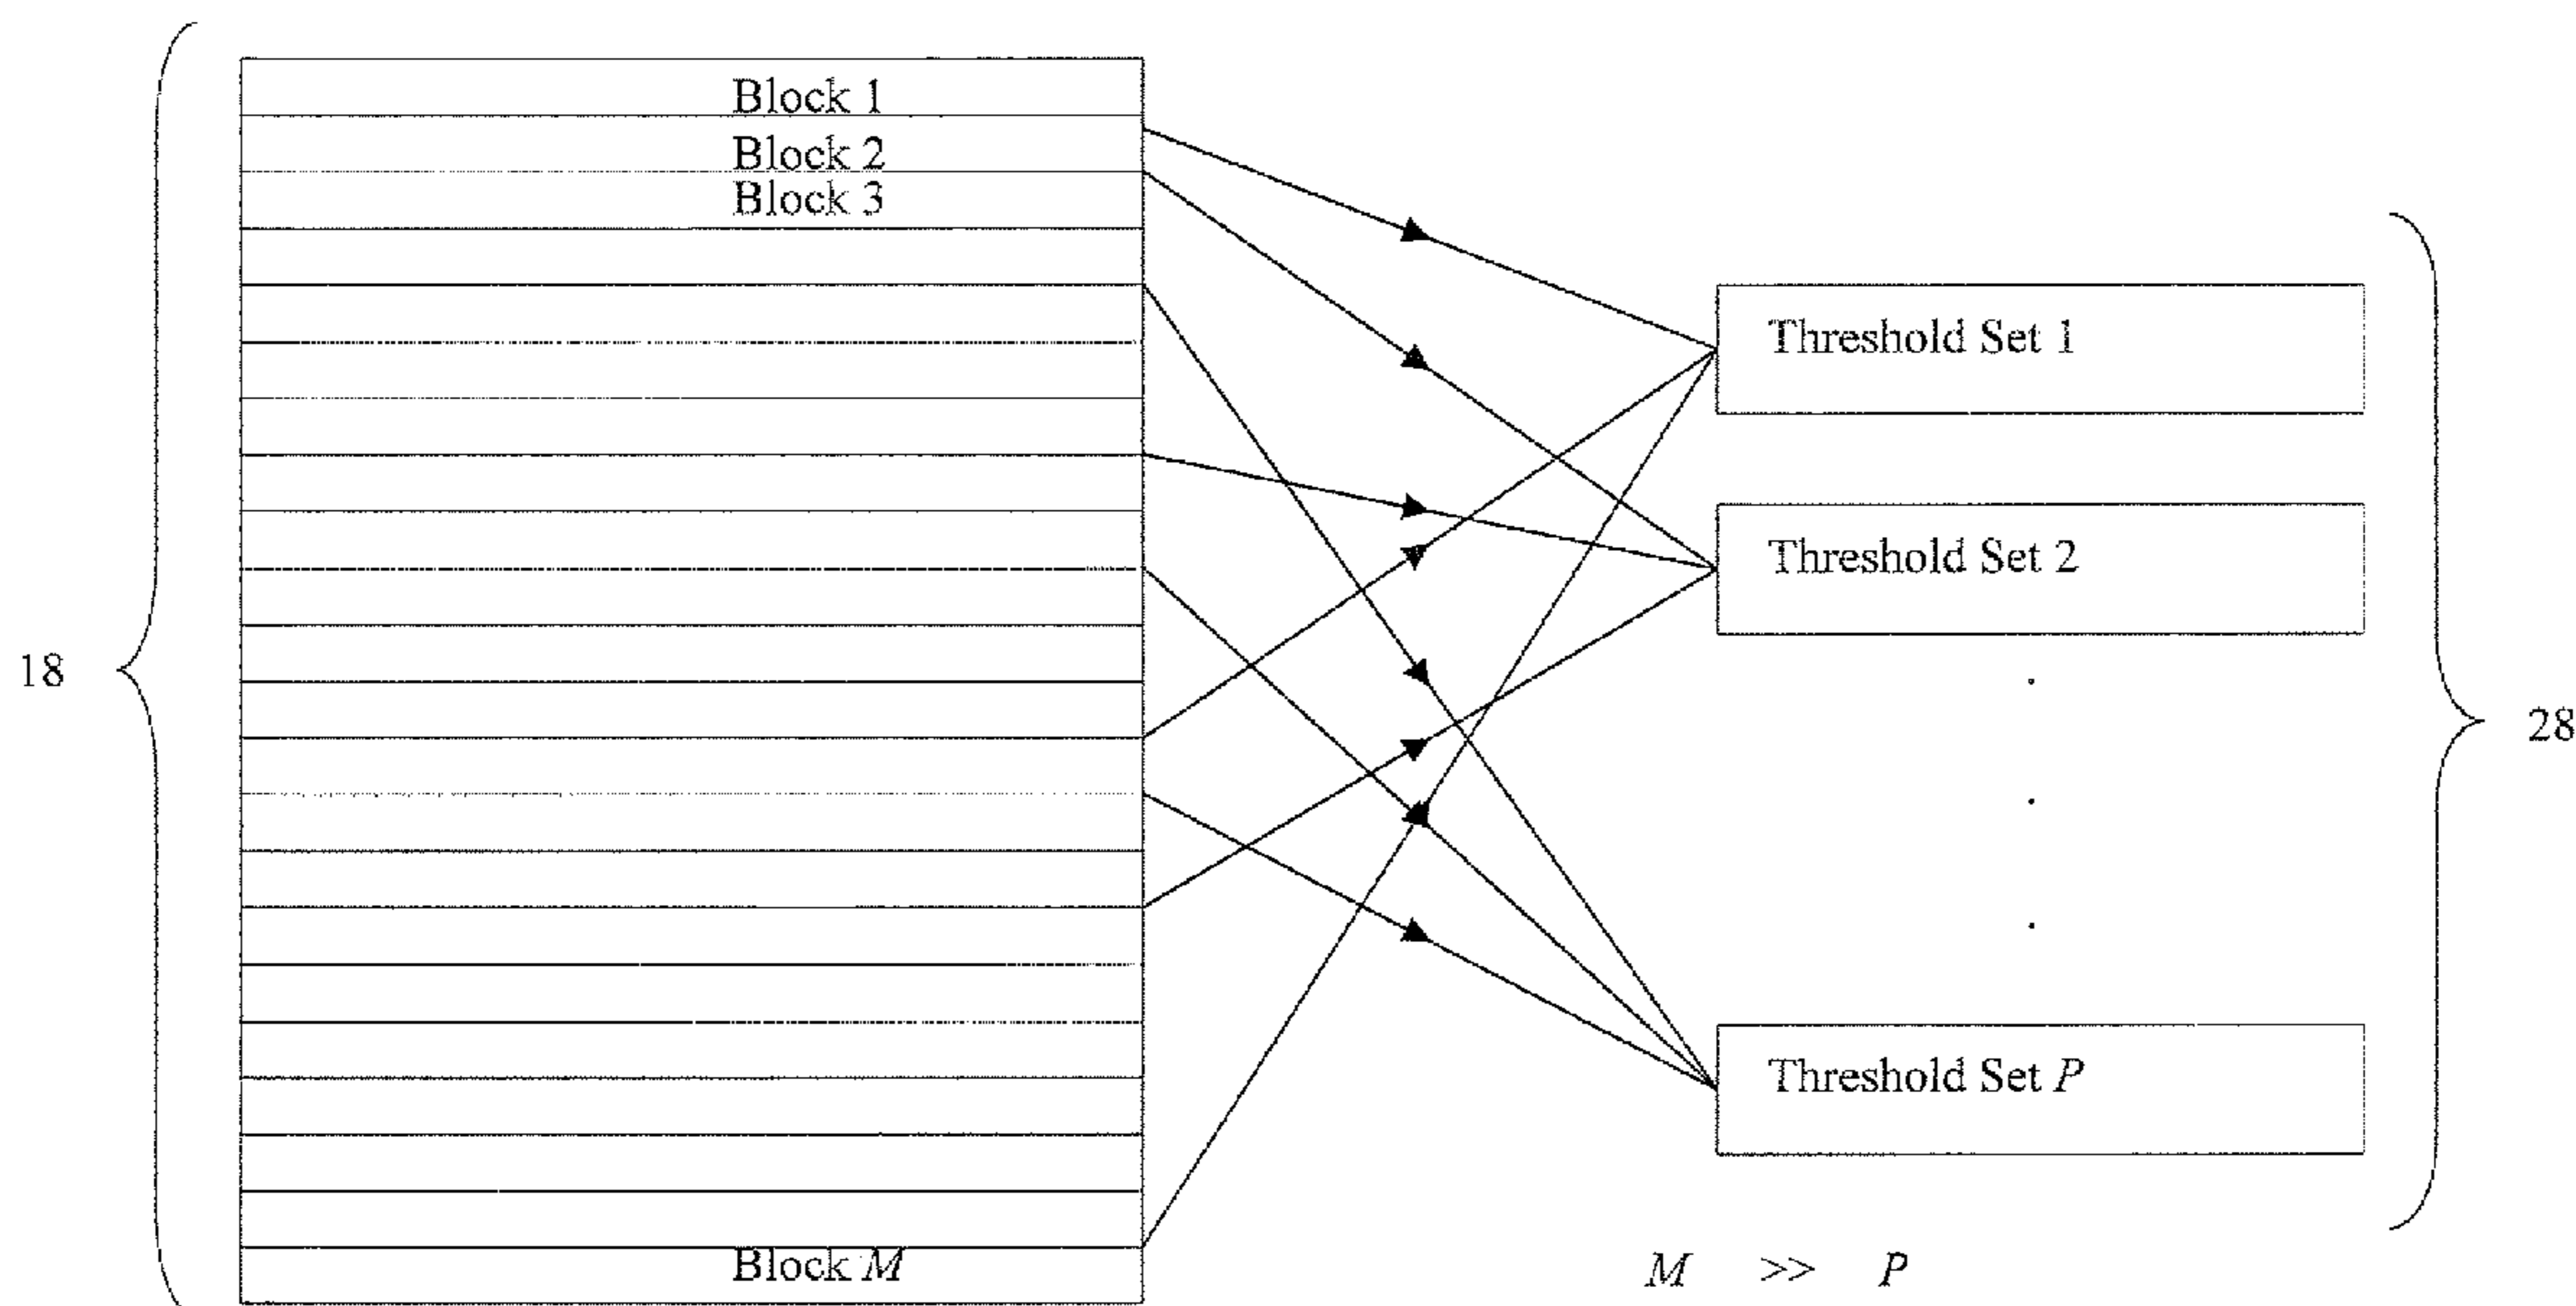 Block 1
Block 2
Block 3
Block M
18
Threshold Set 1
Threshold Set 2
.
.
.
Threshold Set P
28
M >> P